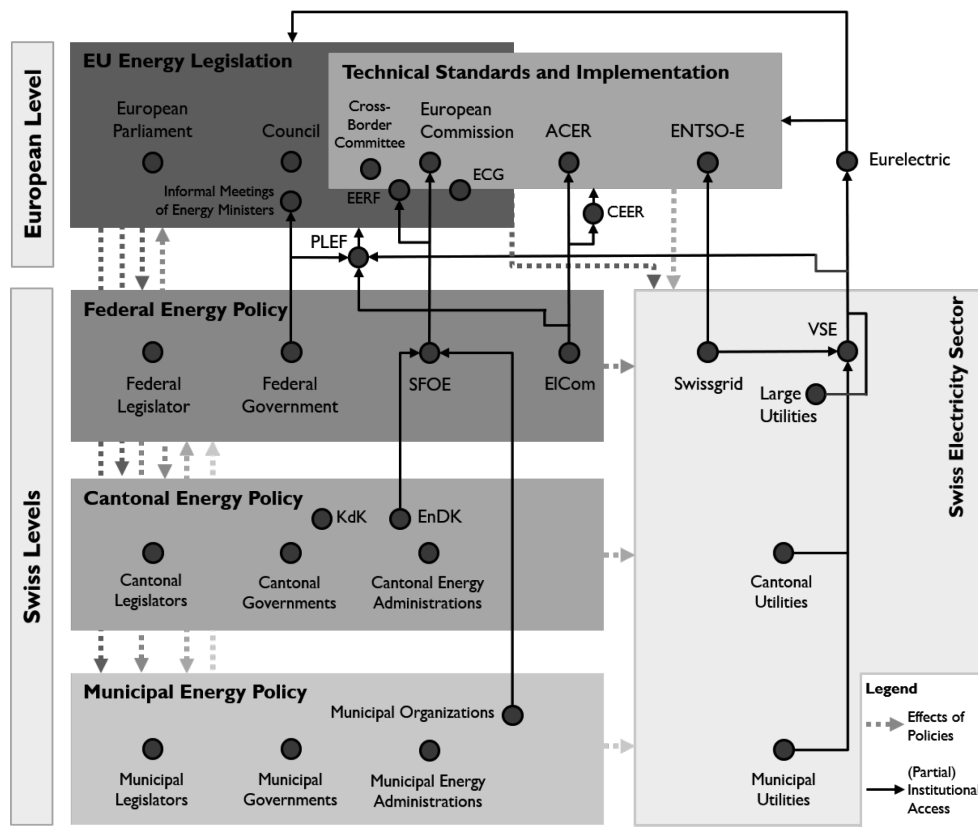 European Level
EU Energy Legislation
Technical Standards and Implementation
European
Parliament
Council
Cross-
Border
Committee
European
Commission
ACER
ENTSO-E
Eurelectric
Informal Meetings
of Energy Ministers
EERF
ECG
CEER
PLEF
Swiss Levels
Federal Energy Policy
Federal
Legislator
Federal
Government
SFOE
ElCom
Swissgrid
VSE
Large
Utilities
Swiss Electricity Sector
Cantonal Energy Policy
KdK
EnDK
Cantonal
Legislators
Cantonal
Governments
Cantonal Energy
Administrations
Cantonal
Utilities
Municipal Energy Policy
Municipal Organizations
Municipal
Legislators
Municipal
Governments
Municipal Energy
Administrations
Municipal
Utilities
Legend
Effects of
Policies
(Partial)
Institutional
Access